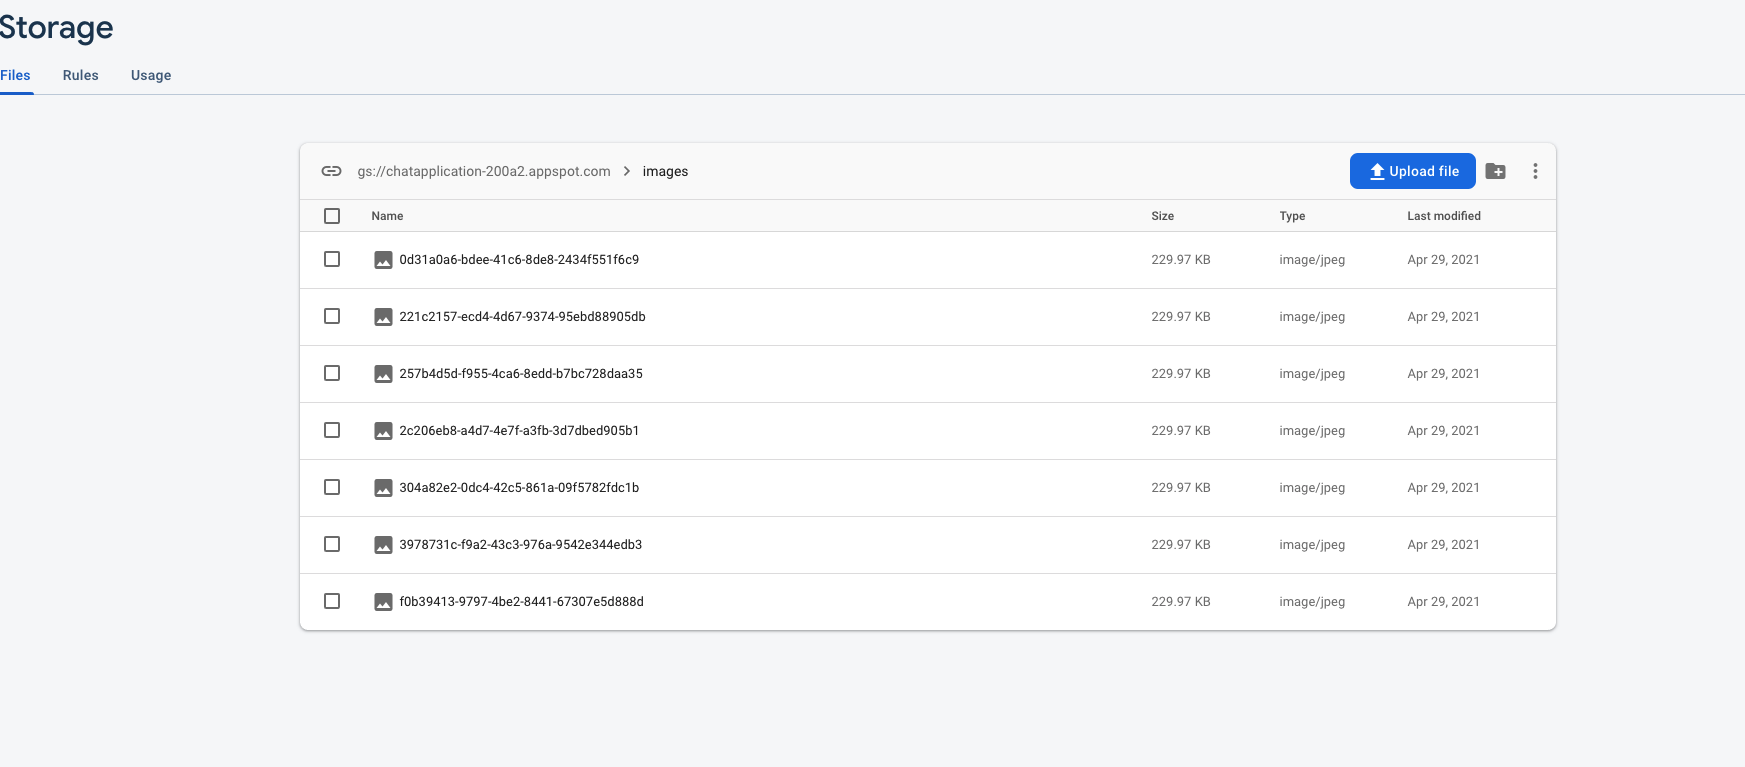 Storage
Files Rules Usage
gs://chatapplication-200a2.appspot.com > images Upload file
Name Size Type Last modified
0d31a0a6-bdee-41c6-8de8-2434f551f6c9 229.97 KB image/jpeg Apr 29, 2021
221c2157-ecd4-4d67-9374-95ebd88905db 229.97 KB image/jpeg Apr 29, 2021
257b4d5d-f955-4ca6-8edd-b7bc728daa35 229.97 KB image/jpeg Apr 29, 2021
2c206eb8-a4d7-4e7f-a3fb-3d7dbed905b1 229.97 KB image/jpeg Apr 29, 2021
304a82e2-0dc4-42c5-861a-09f5782fdc1b 229.97 KB image/jpeg Apr 29, 2021
3978731c-f9a2-43c3-976a-9542e344edb3 229.97 KB image/jpeg Apr 29, 2021
f0b39413-9797-4be2-8441-67307e5d888d 229.97 KB image/jpeg Apr 29, 2021